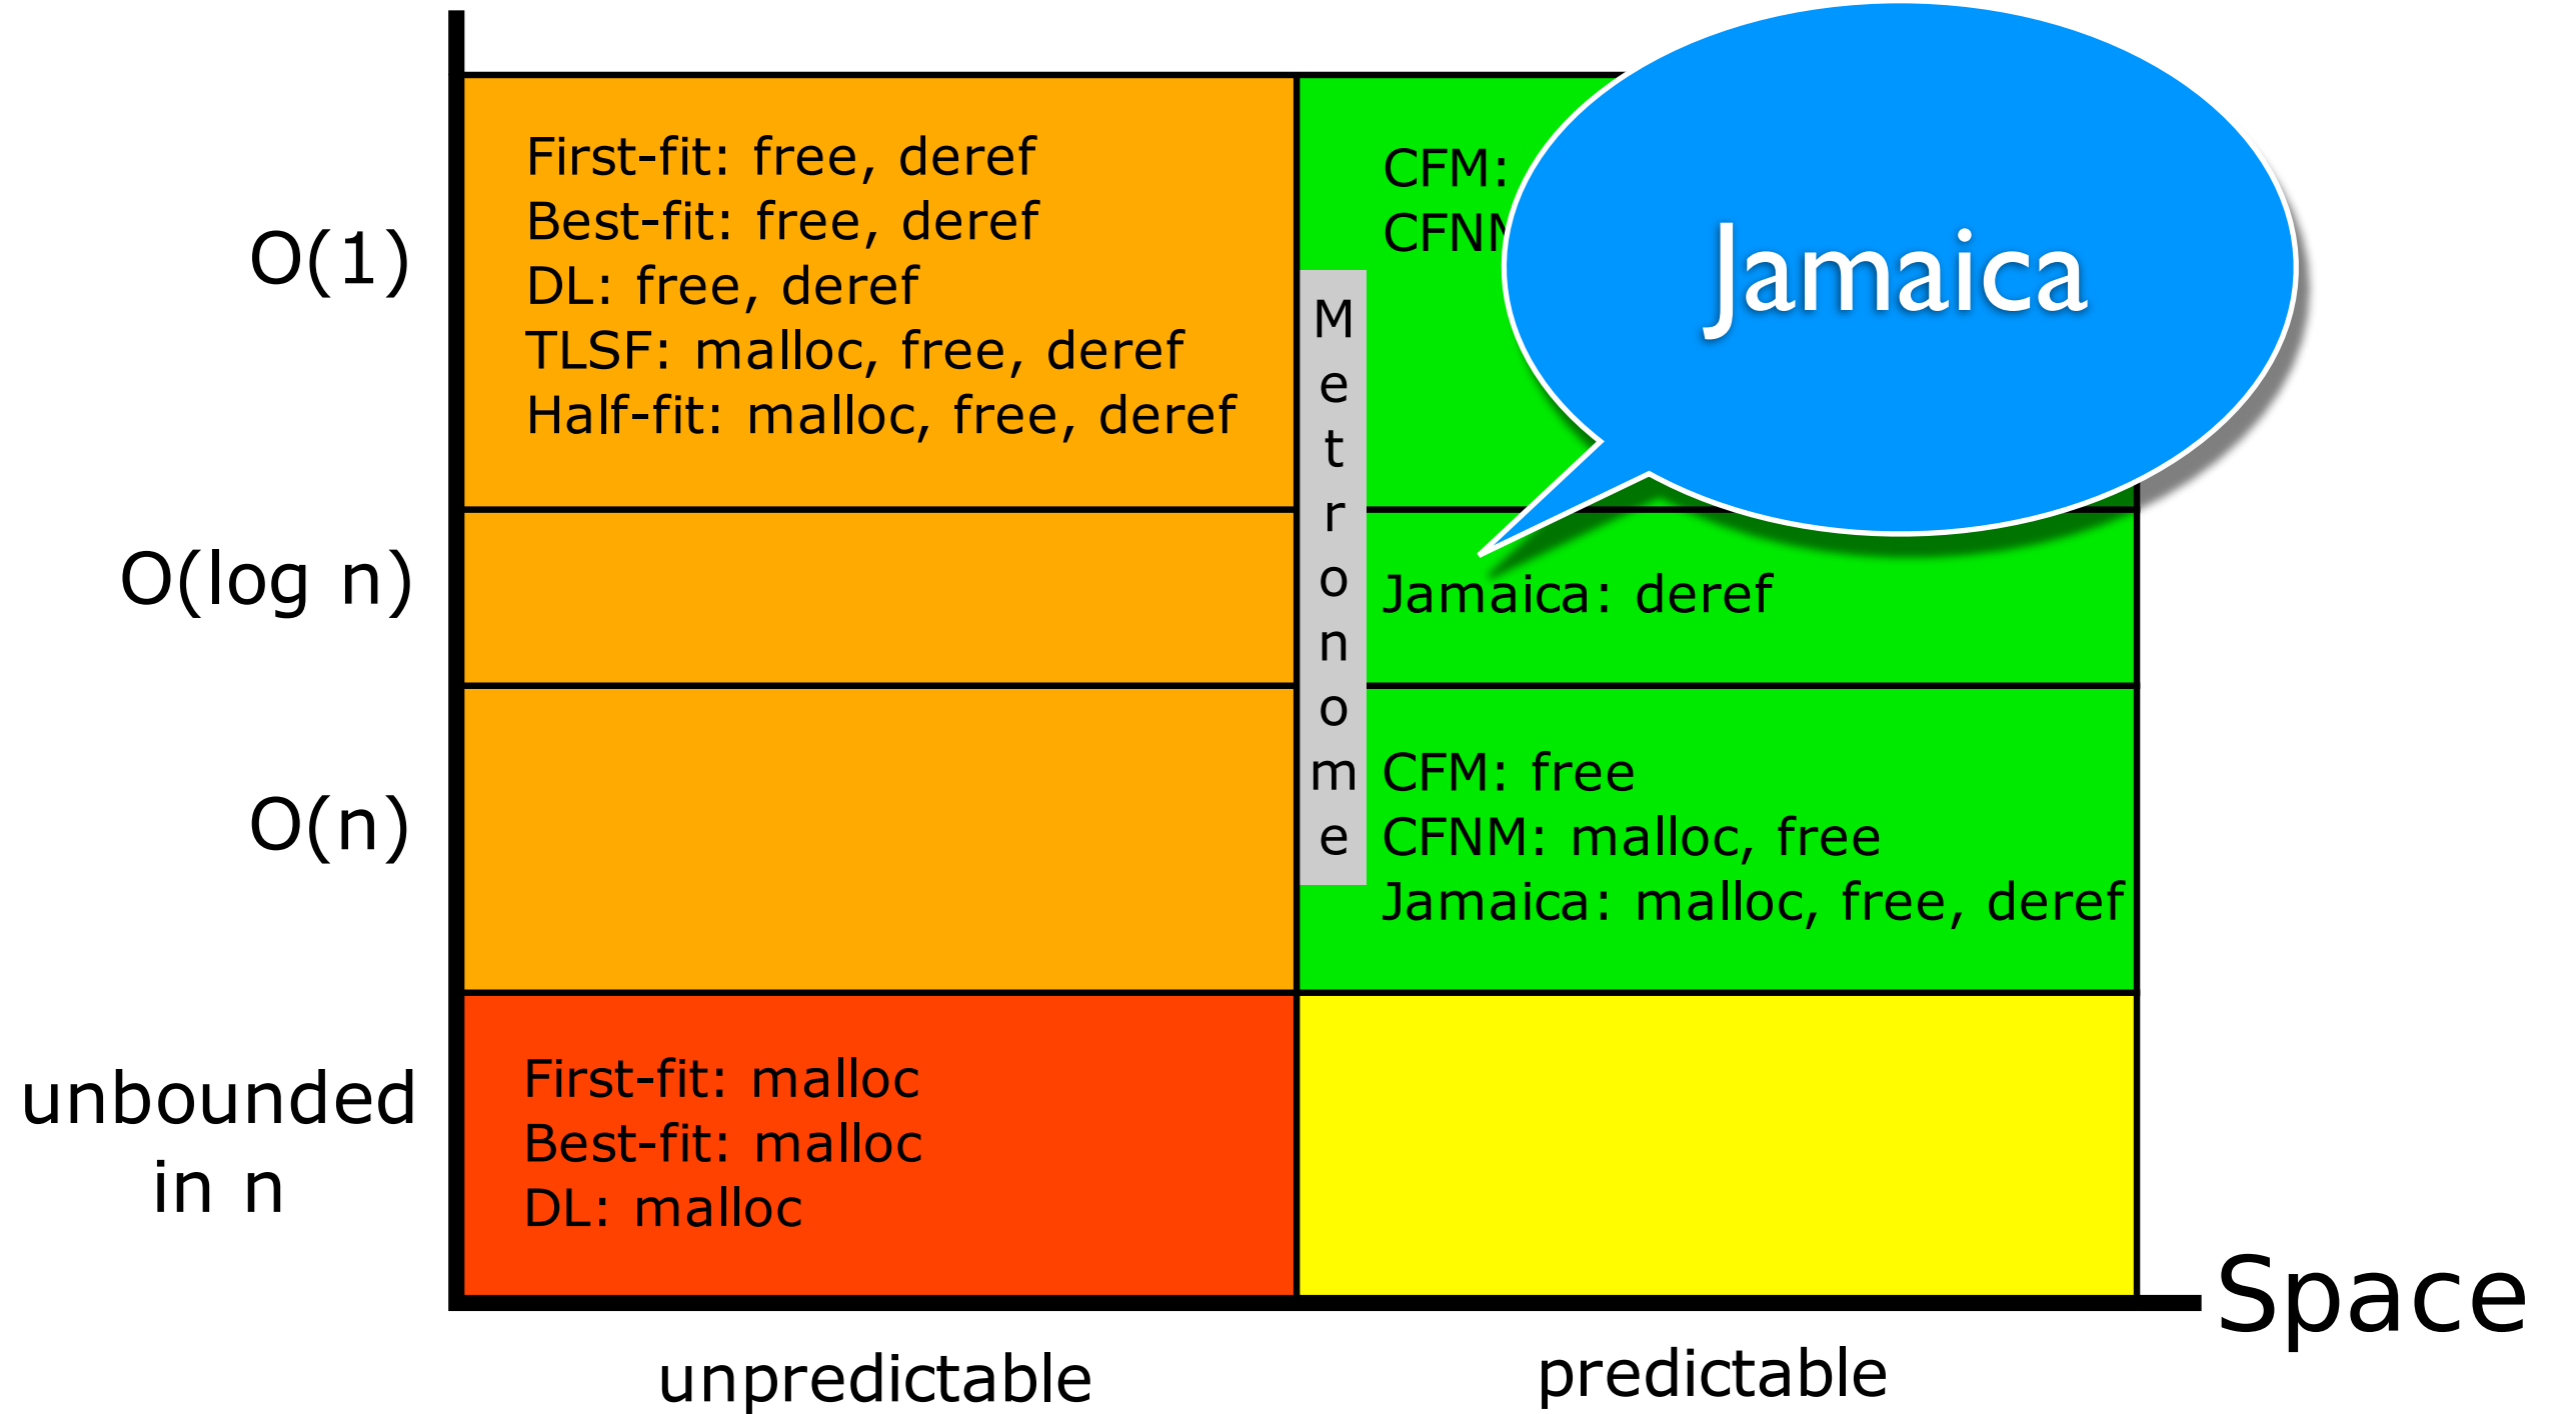 O(1)
First-fit: free, deref
Best-fit: free, deref
DL: free, deref
TLSF: malloc, free, deref
Half-fit: malloc, free, deref
CFM:
Jamaica
Metronome
O(log n)
Jamaica: deref
O(n)
CFM: free
CFNM: malloc, free
Jamaica: malloc, free, deref
unbounded
in n
First-fit: malloc
Best-fit: malloc
DL: malloc
Space
unpredictable
predictable